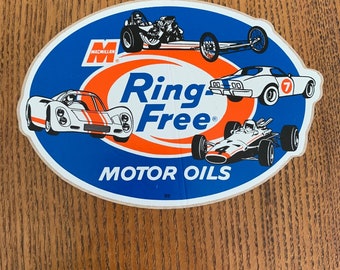 M
MACMILLAN
Ring-
Free®
7
MOTOR OILS